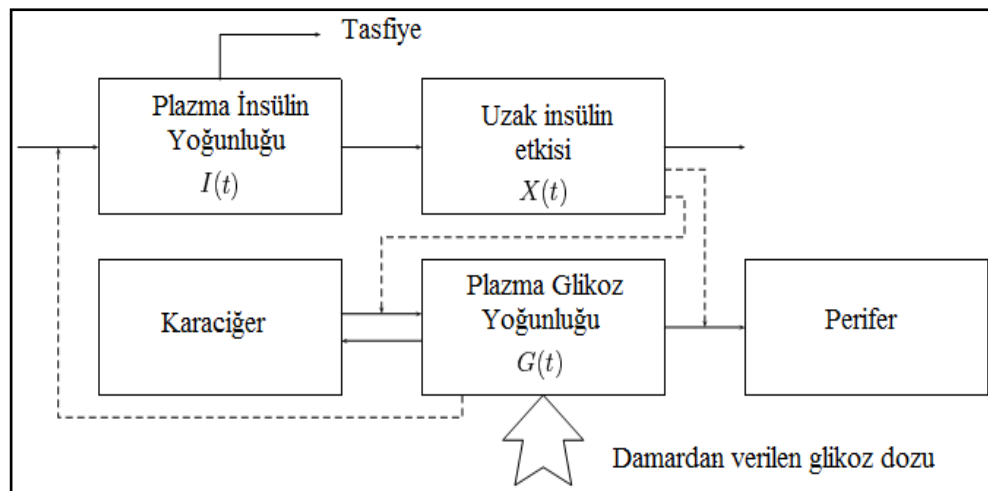 Tasfiye
Plazma İnsülin
Yoğunluğu
I(t)
Uzak insülin
etkisi
X(t)
Karaciğer
Plazma Glikoz
Yoğunluğu
G(t)
Perifer
Damardan verilen glikoz dozu